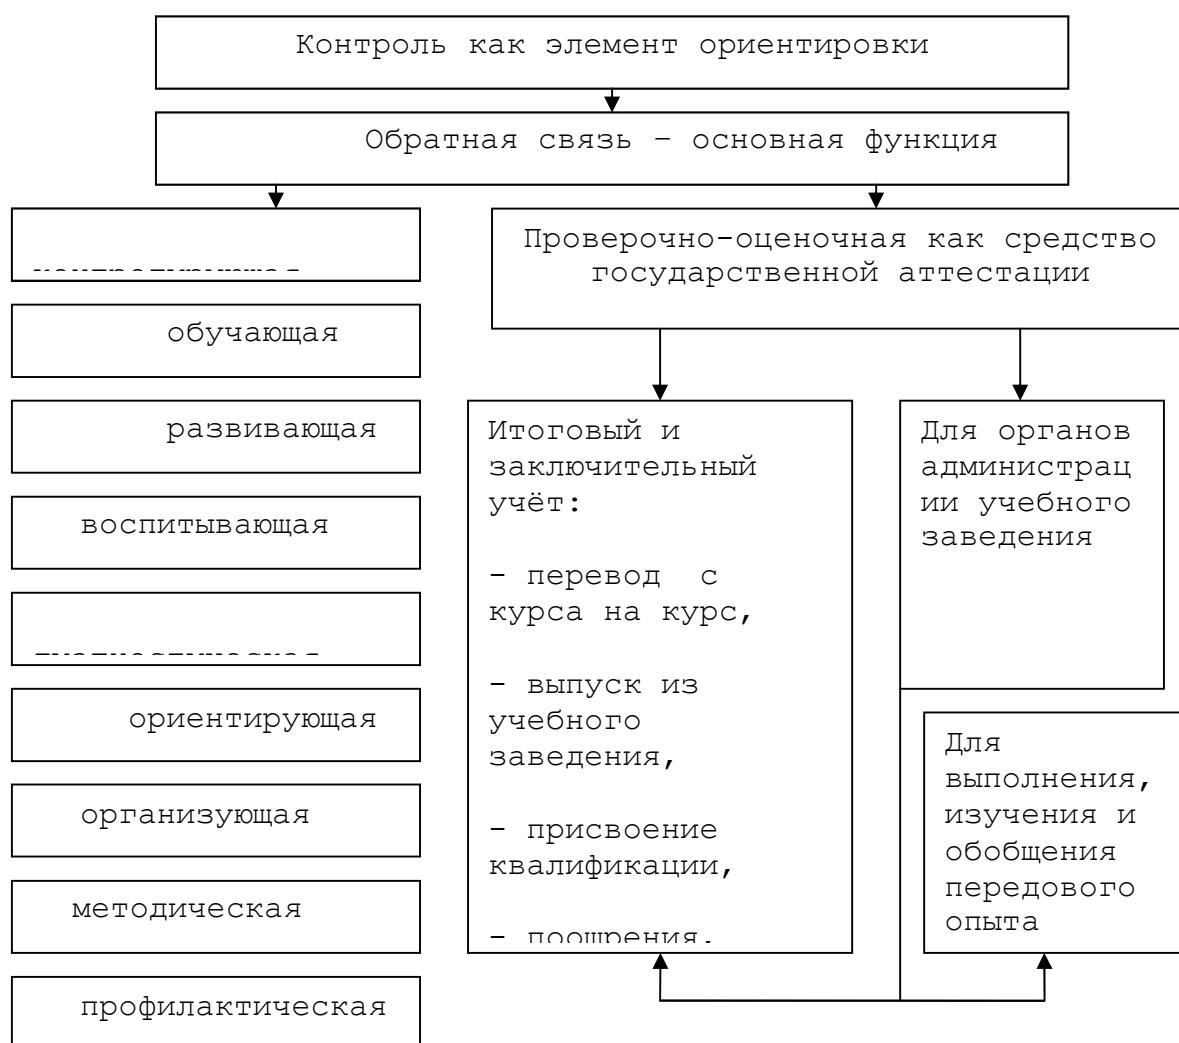 Контроль как элемент ориентировки
Обратная связь – основная функция
обучающая
развивающая
воспитывающая
ориентирующая
организующая
методическая
профилактическая
Проверочно-оценочная как средство
государственной аттестации
Итоговый и
заключительный
учёт:
- перевод с
курса на курс,
- выпуск из
учебного
заведения,
- присвоение
квалификации,
- поощрения,
Для органов
администрац
ии учебного
заведения
Для
выполнения,
изучения и
обобщения
передового
опыта